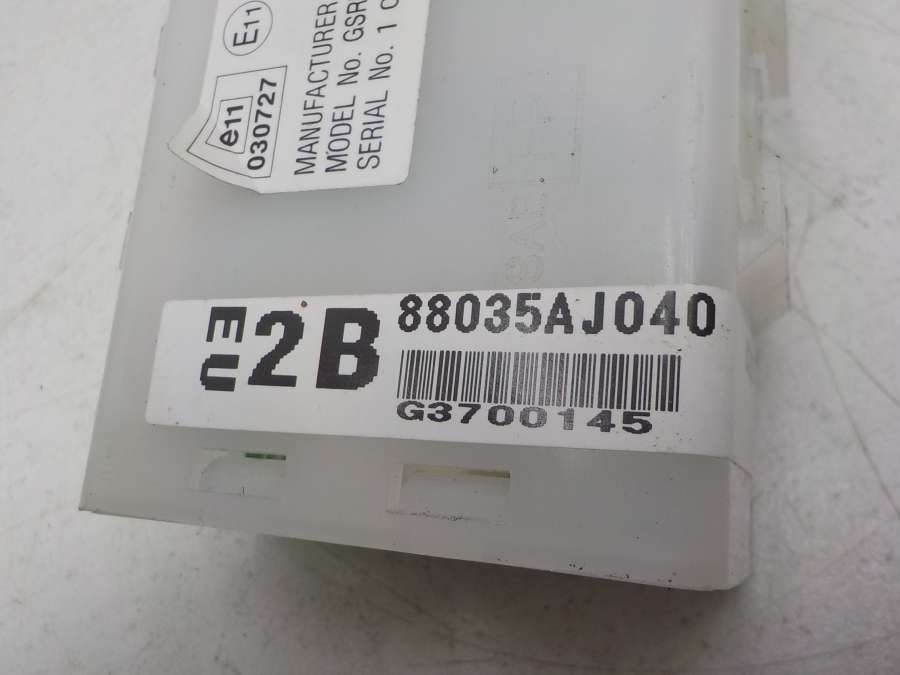 E11
e11
030727
MANUFACTURER
MODEL No. GSR
SERIAL No. 1 C
EU 2B
88035AJ040
G3700145